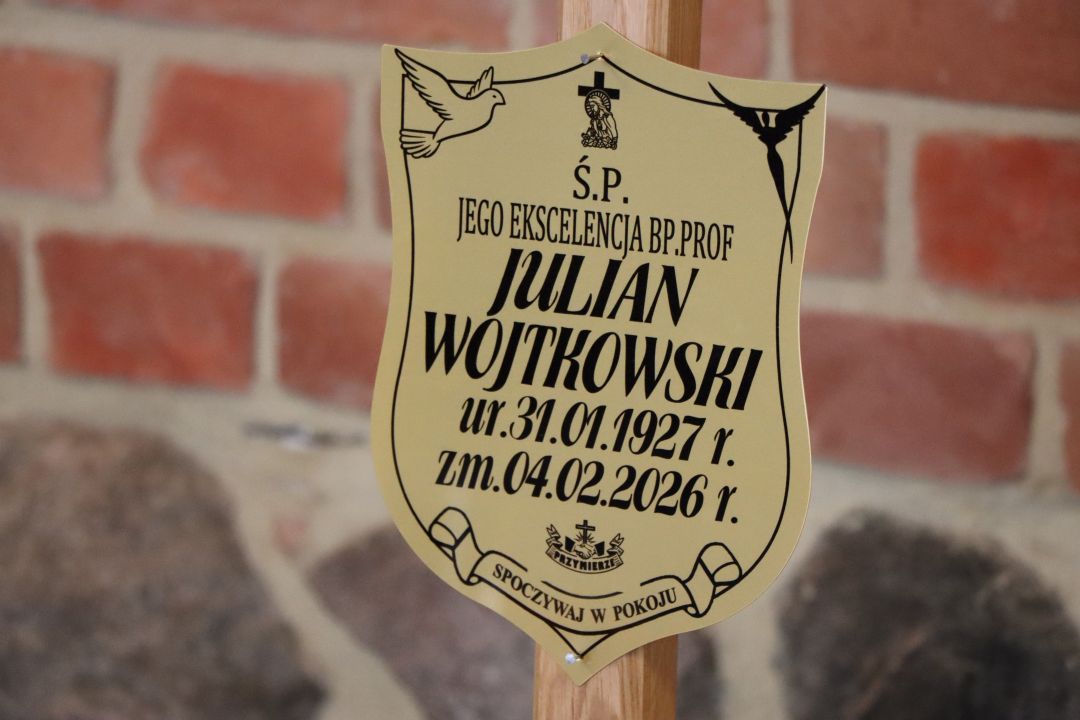 Ś.P.
JEGO EKSCELENCJA BP.PROF
JULIAN
WOJTKOWSKI
ur.31.01.1927 r.
zm.04.02.2026 r.
PRZYMIERZE
SPOCZYWAJ W POKOJU